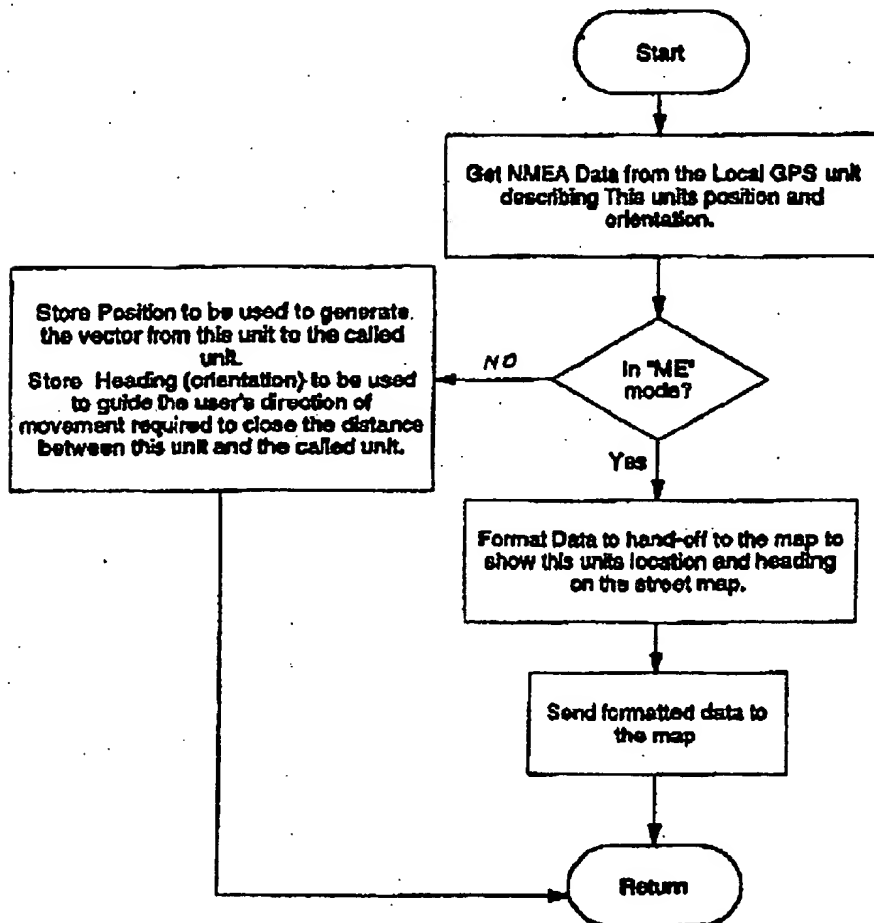 Start
Get NMEA Data from the Local GPS unit
describing This units position and
orientation.
In "ME"
mode?
NO
Store Position to be used to generate
the vector from this unit to the called
unit.
Store Heading (orientation) to be used
to guide the user's direction of
movement required to close the distance
between this unit and the called unit.
Yes
Format Data to hand-off to the map to
show this units location and heading
on the street map.
Send formatted data to
the map
Return